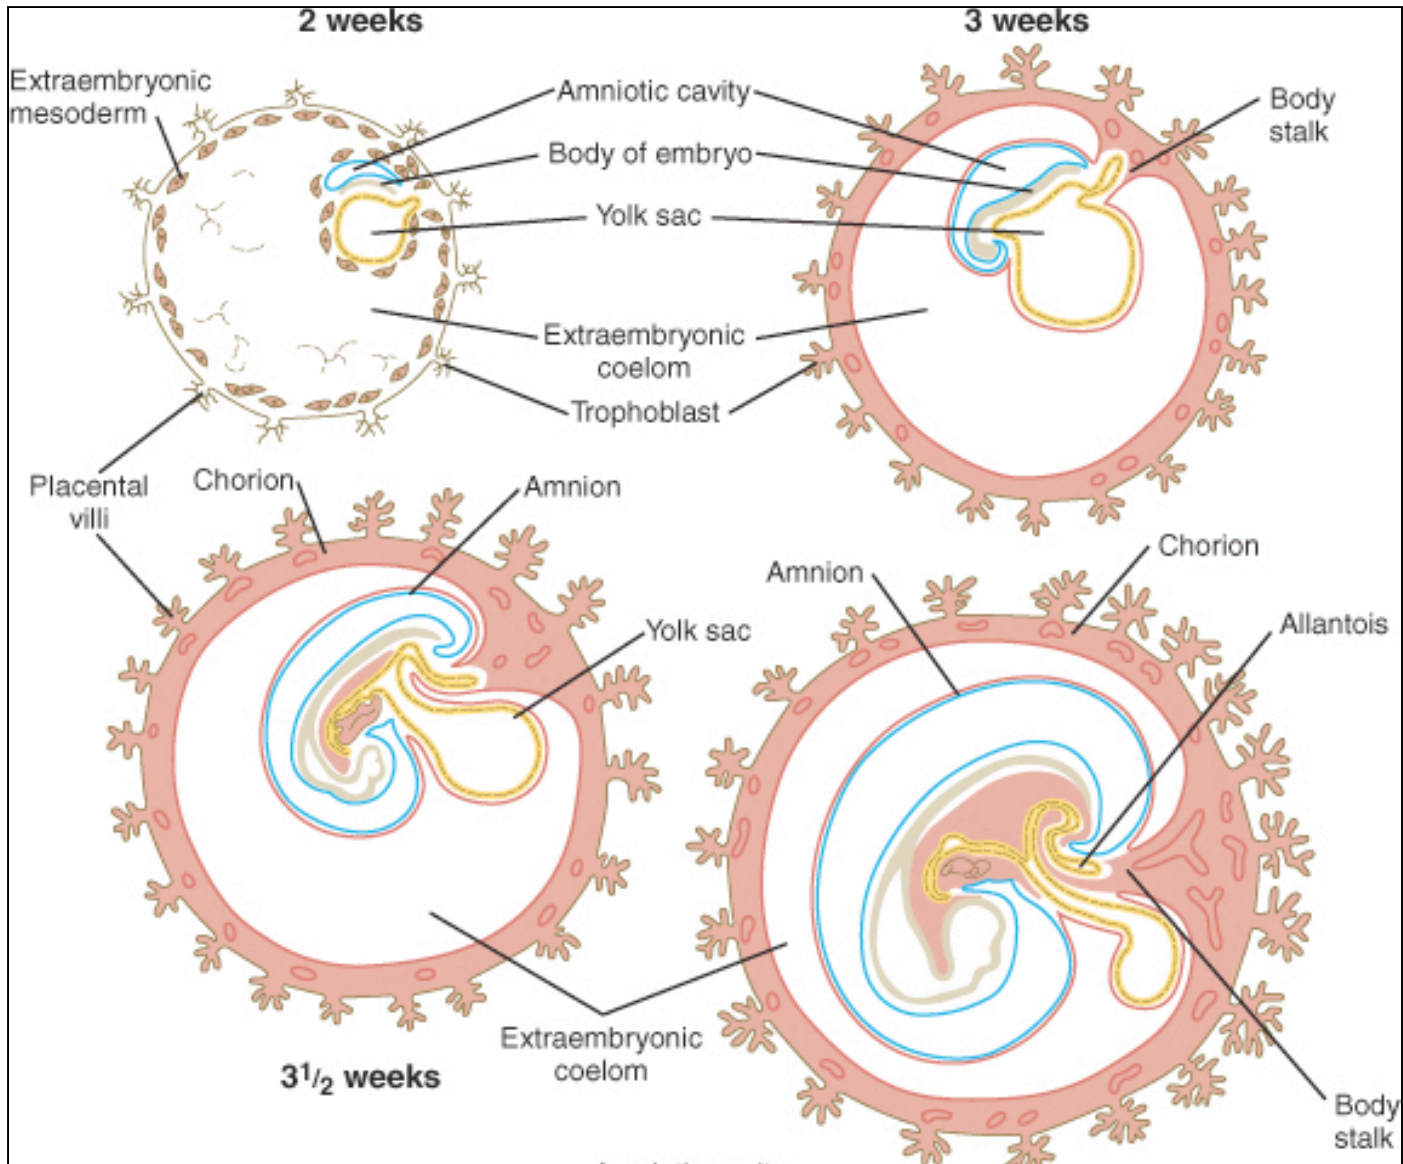 2 weeks
3 weeks
Extraembryonic
mesoderm
Amniotic cavity
Body of embryo
Yolk sac
Body
stalk
Extraembryonic
coelom
Trophoblast
Placental
villi
Chorion
Amnion
Yolk sac
Amnion
Chorion
Allantois
Extraembryonic
coelom
3 1/2 weeks
Body
stalk